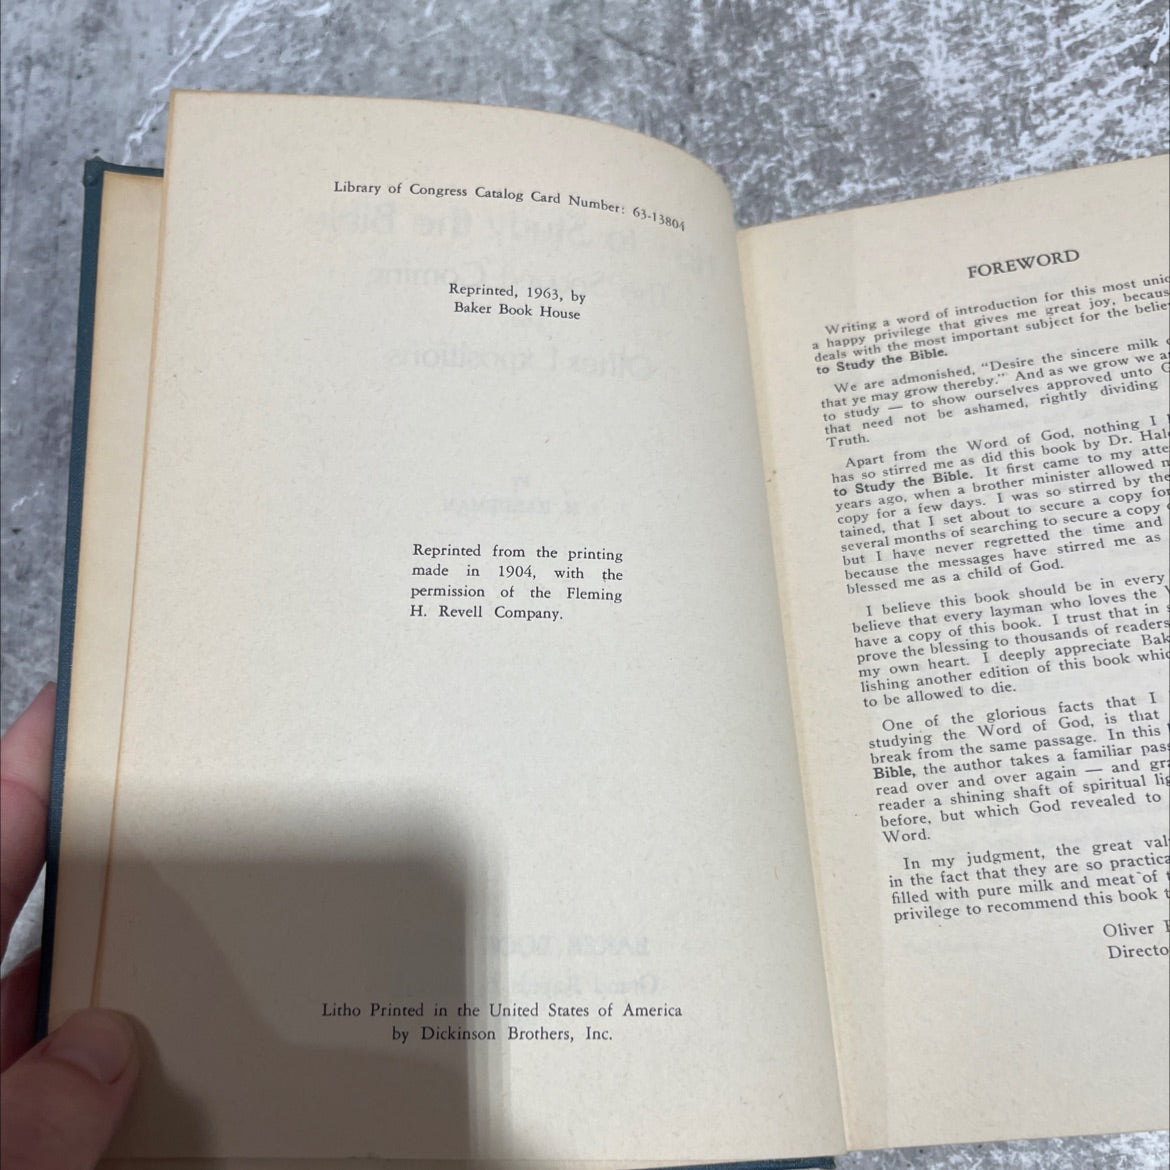 Library of Congress Catalog Card Number: 63-13804
Reprinted, 1963, by
Baker Book House
Reprinted from the printing
made in 1904, with the
permission of the Fleming
H. Revell Company.
Litho Printed in the United States of America
by Dickinson Brothers, Inc.
FOREWORD
Writing a word of introduction for this most
a happy privilege that gives me great joy,
deals with the most important subject for the
to Study the Bible.
We are admonished, "Desire the sincere milk
that ye may grow thereby." And as we grow we
to study — to show ourselves approved unto
that need not be ashamed, rightly dividing
Truth.
Apart from the Word of God, nothing I
has so stirred me as did this book by Dr.
to Study the Bible. It first came to my
years ago, when a brother minister allowed
copy for a few days. I was so stirred by the
tained, that I set about to secure a copy for
several months of searching to secure a copy
but I have never regretted the time and
because the messages have stirred me as
blessed me as a child of God.
I believe this book should be in every
believe that every layman who loves the
have a copy of this book. I trust that in
prove the blessing to thousands of readers
my own heart. I deeply appreciate
lishing another edition of this book
to be allowed to die.
One of the glorious facts that I
studying the Word of God, is that
break from the same passage. In this
Bible, the author takes a familiar
read over and over again — and
reader a shining shaft of spiritual
before, but which God revealed to
Word.
In my judgment, the great
in the fact that they are so
filled with pure milk and meat of
privilege to recommend this book
Oliver